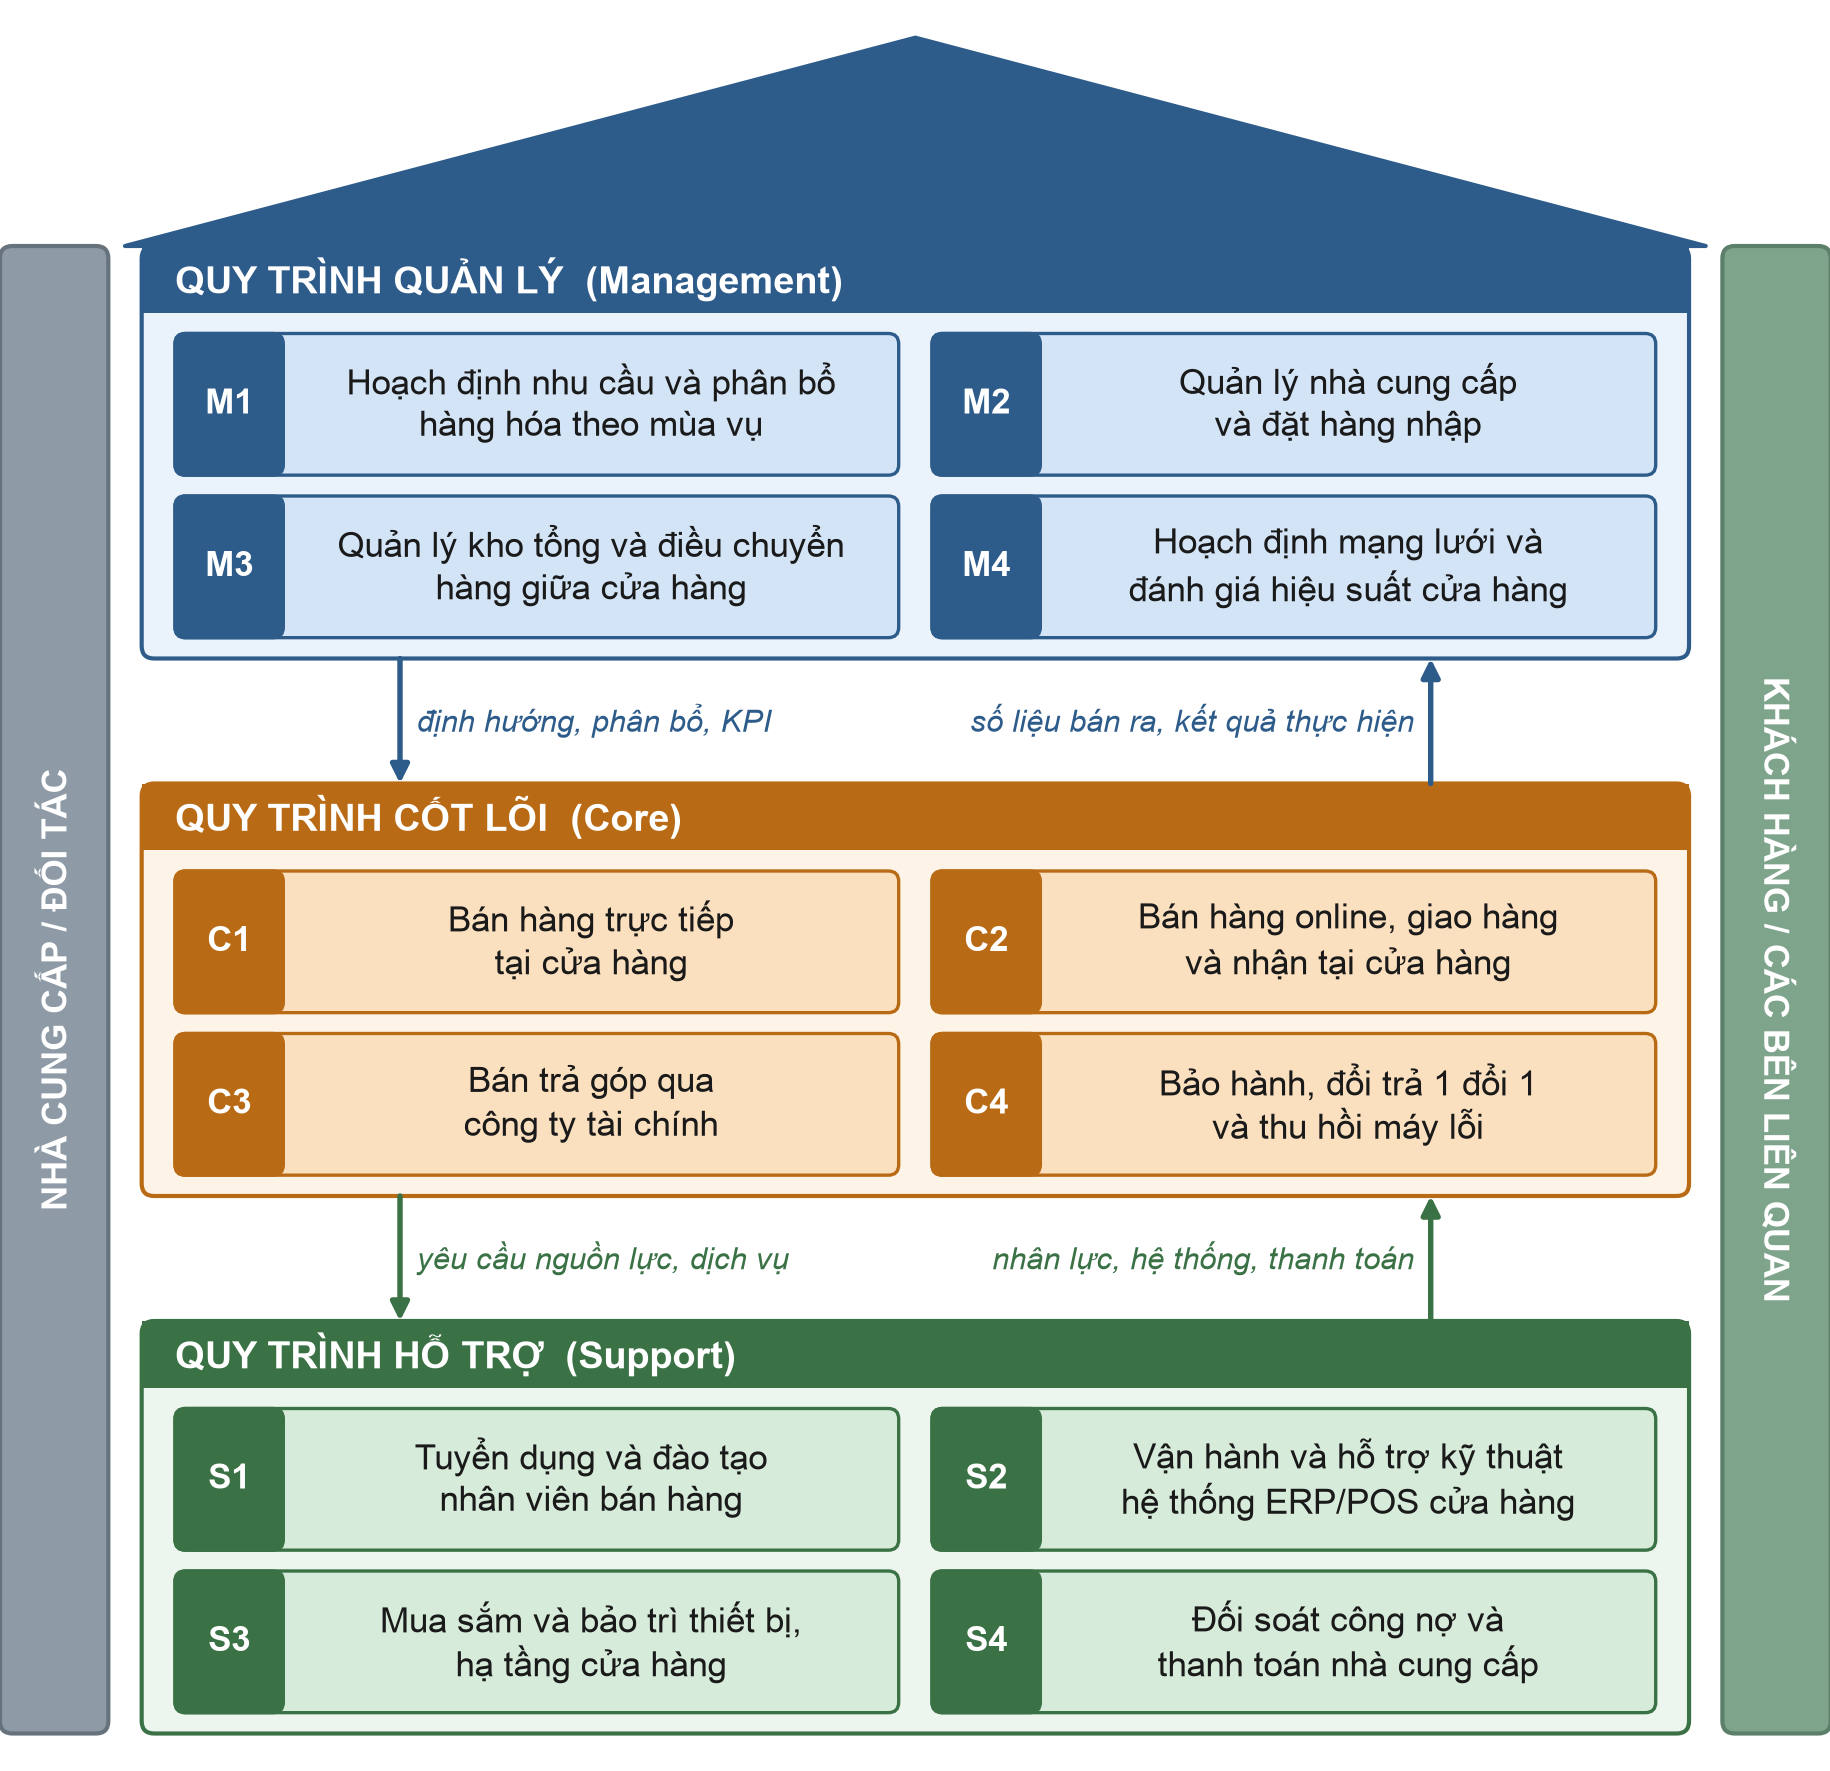 QUY TRÌNH QUẢN LÝ (Management)
M1
Hoạch định nhu cầu và phân bổ
hàng hóa theo mùa vụ
M2
Quản lý nhà cung cấp
và đặt hàng nhập
M3
Quản lý kho tổng và điều chuyển
hàng giữa cửa hàng
M4
Hoạch định mạng lưới và
đánh giá hiệu suất cửa hàng
định hướng, phân bổ, KPI
số liệu bán ra, kết quả thực hiện
QUY TRÌNH CỐT LÕI (Core)
C1
Bán hàng trực tiếp
tại cửa hàng
C2
Bán hàng online, giao hàng
và nhận tại cửa hàng
C3
Bán trả góp qua
công ty tài chính
C4
Bảo hành, đổi trả 1 đổi 1
và thu hồi máy lỗi
yêu cầu nguồn lực, dịch vụ
nhân lực, hệ thống, thanh toán
QUY TRÌNH HỖ TRỢ (Support)
S1
Tuyển dụng và đào tạo
nhân viên bán hàng
S2
Vận hành và hỗ trợ kỹ thuật
hệ thống ERP/POS cửa hàng
S3
Mua sắm và bảo trì thiết bị,
hạ tầng cửa hàng
S4
Đối soát công nợ và
thanh toán nhà cung cấp
NHÀ CUNG CẤP / ĐỐI TÁC
KHÁCH HÀNG / CÁC BÊN LIÊN QUAN